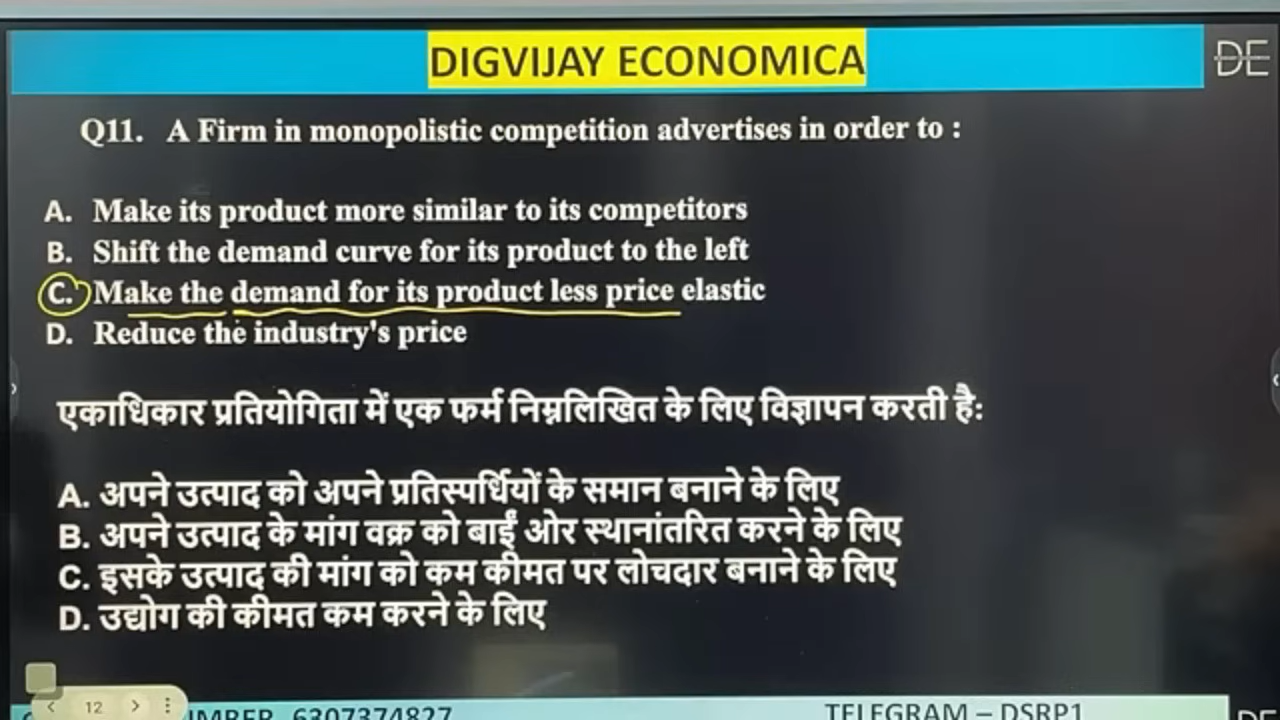 DIGVIJAY ECONOMICA
DE
Q11. A Firm in monopolistic competition advertises in order to :
A. Make its product more similar to its competitors
B. Shift the demand curve for its product to the left
C. Make the demand for its product less price elastic
D. Reduce the industry's price
एकाधिकार प्रतियोगिता में एक फर्म निम्नलिखित के लिए विज्ञापन करती है:
A. अपने उत्पाद को अपने प्रतिस्पर्धियों के समान बनाने के लिए
B. अपने उत्पाद के मांग वक्र को बाईं ओर स्थानांतरित करने के लिए
C. इसके उत्पाद की मांग को कम कीमत पर लोचदार बनाने के लिए
D. उद्योग की कीमत कम करने के लिए
12
6307374827
TELEGRAM – DSRP1
DE